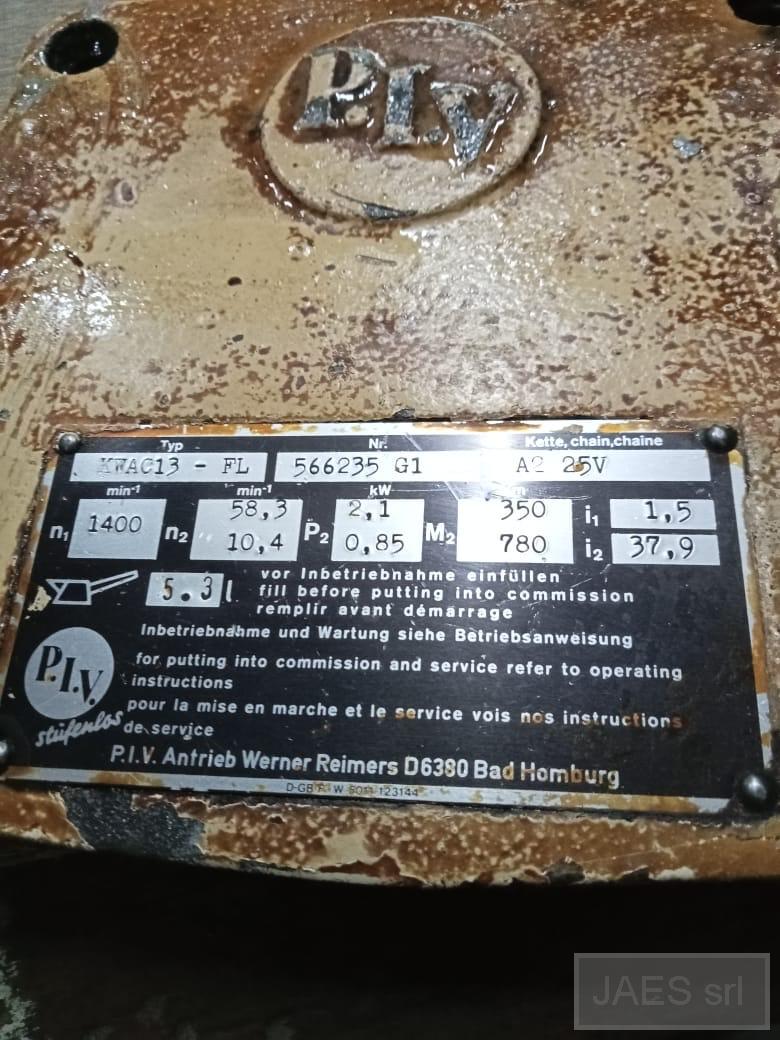 P.I.V
Typ Nr. Kette, chain, chaine
KWAC13 - FL 566235 G1 A2 25V
min-1 min-1 kW
n1 1400 n2 58,3 P2 2,1 M2 350 i1 1,5
10,4 0,85 780 i2 37,9
5.3 l vor Inbetriebnahme einfüllen
fill before putting into commission
remplir avant démarrage
Inbetriebnahme und Wartung siehe Betriebsanweisung
P.I.V. for putting into commission and service refer to operating
instructions
stufenlos pour la mise en marche et le service vois nos instructions
de service
P.I.V. Antrieb Werner Reimers D6380 Bad Homburg
D-GB-F W 123144
JAES srl